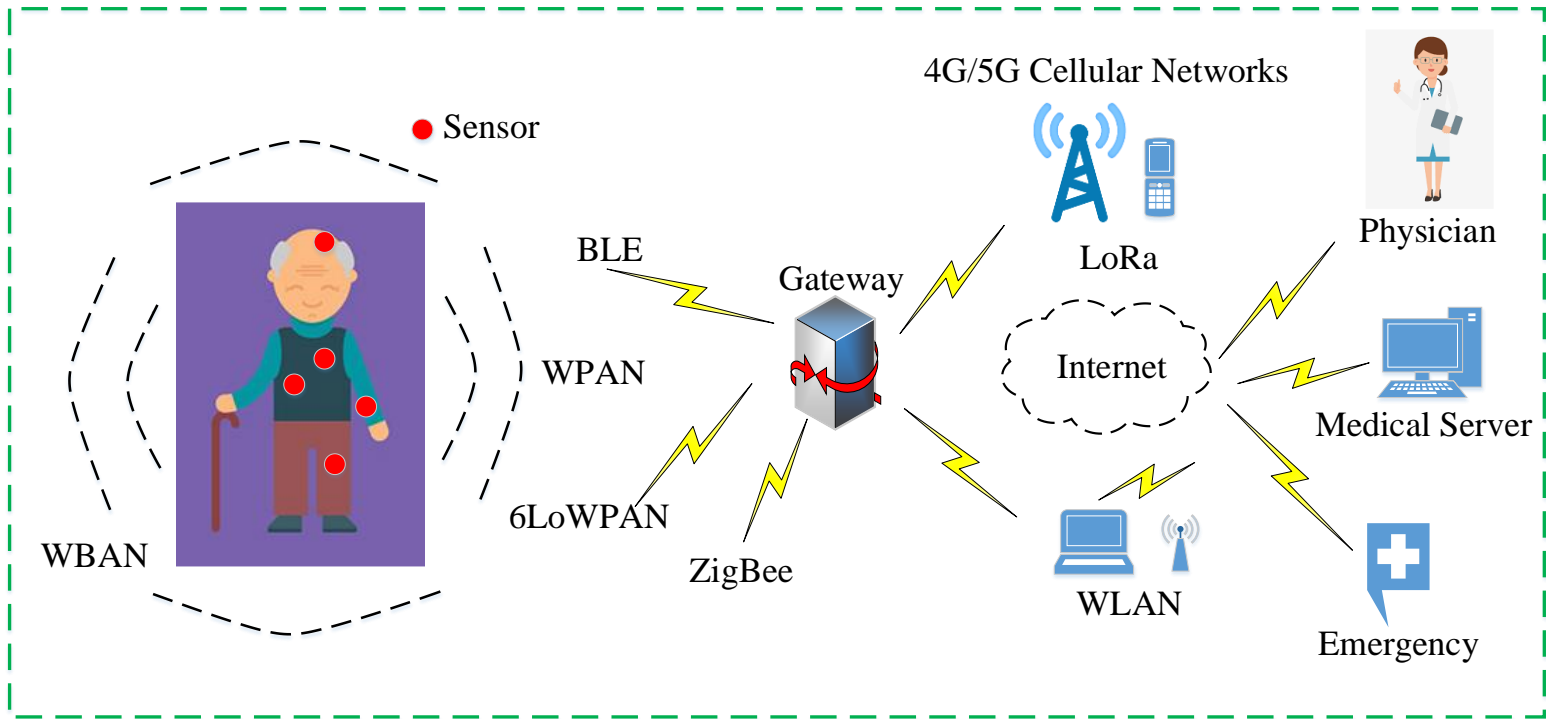 4G/5G Cellular Networks
Sensor
Physician
BLE
LoRa
Gateway
Internet
WPAN
Medical Server
6LoWPAN
WBAN
ZigBee
WLAN
Emergency